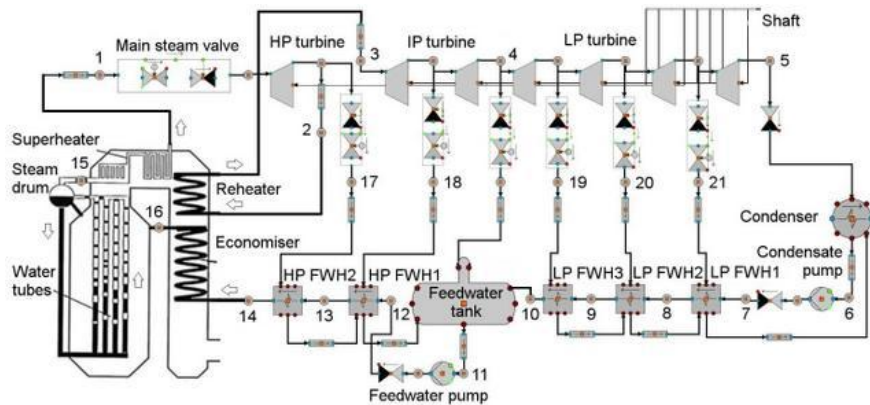 Shaft
1
Main steam valve
HP turbine
3
IP turbine
4
LP turbine
5
Superheater
15
Steam
drum
2
Reheater
16
Economiser
Water
tubes
17
18
19
20
21
Condenser
Condensate
pump
HP FWH2
HP FWH1
Feedwater
tank
LP FWH3
LP FWH2
LP FWH1
14
13
12
10
9
8
7
6
11
Feedwater pump